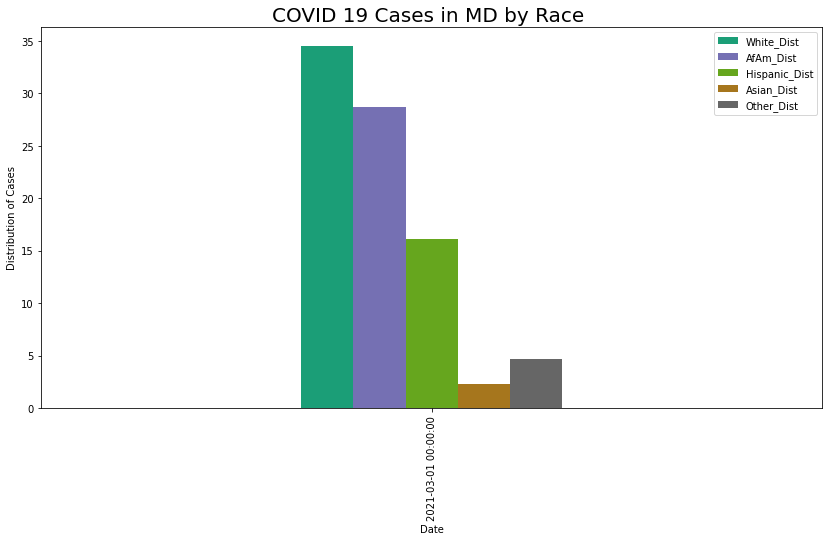 COVID 19 Cases in MD by Race
White_Dist
AfAm_Dist
Hispanic_Dist
Asian_Dist
Other_Dist
Distribution of Cases
35
30
25
20
15
10
5
0
2021-03-01 00:00:00
Date